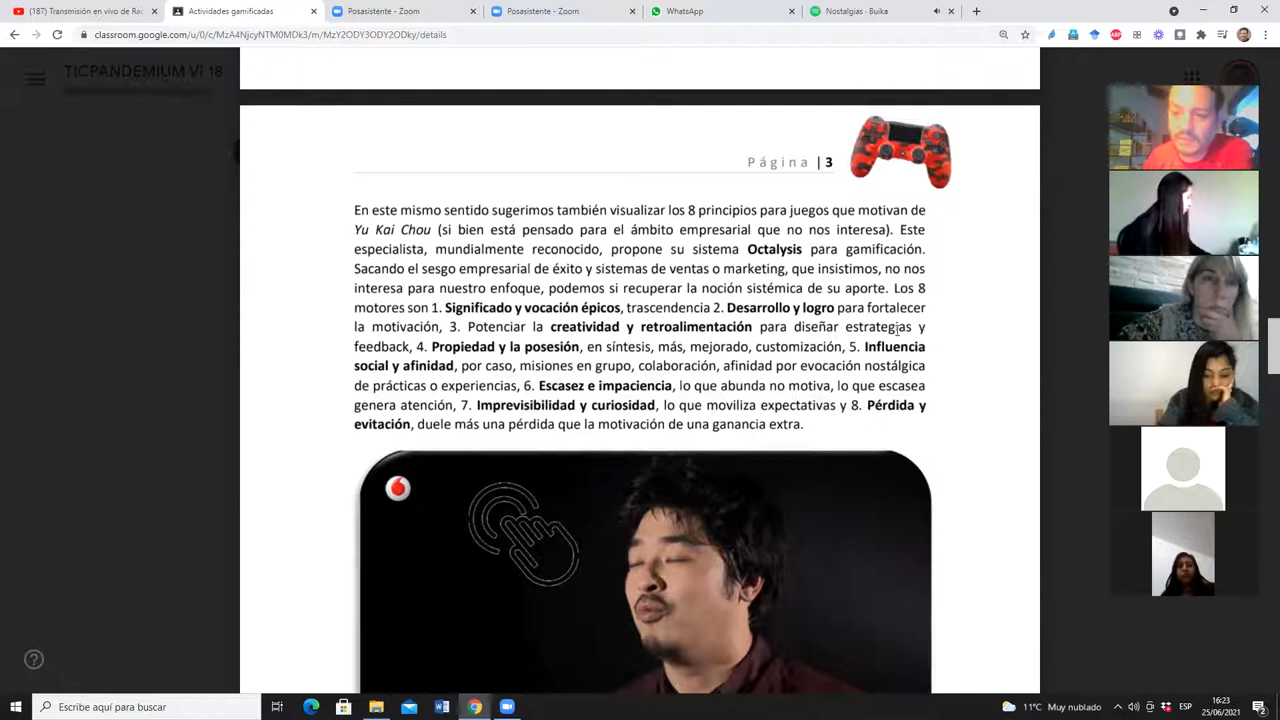 (187) Transmisión en vivo de Rac
Actividades gamificadas
Posasistente - Zoom
Posasistente - Zoom
WhatsApp
Nostalgias - Buika
classroom.google.com/u/0/c/MzA4NjcyNTM0MDk3/m/MzY2ODY3ODY2ODky/details
TICPANDEMIUM VI 18
Página | 3
En este mismo sentido sugerimos también visualizar los 8 principios para juegos que motivan de
Yu Kai Chou (si bien está pensado para el ámbito empresarial que no nos interesa). Este
especialista, mundialmente reconocido, propone su sistema Octalysis para gamificación.
Sacando el sesgo empresarial de éxito y sistemas de ventas o marketing, que insistimos, no nos
interesa para nuestro enfoque, podemos si recuperar la noción sistémica de su aporte. Los 8
motores son 1. Significado y vocación épicos, trascendencia 2. Desarrollo y logro para fortalecer
la motivación, 3. Potenciar la creatividad y retroalimentación para diseñar estrategias y
feedback, 4. Propiedad y la posesión, en síntesis, más, mejorado, customización, 5. Influencia
social y afinidad, por caso, misiones en grupo, colaboración, afinidad por evocación nostálgica
de prácticas o experiencias, 6. Escasez e impaciencia, lo que abunda no motiva, lo que escasea
genera atención, 7. Imprevisibilidad y curiosidad, lo que moviliza expectativas y 8. Pérdida y
evitación, duele más una pérdida que la motivación de una ganancia extra.
Escribe aquí para buscar
11°C Muy nublado
ESP
16:23
25/06/2021